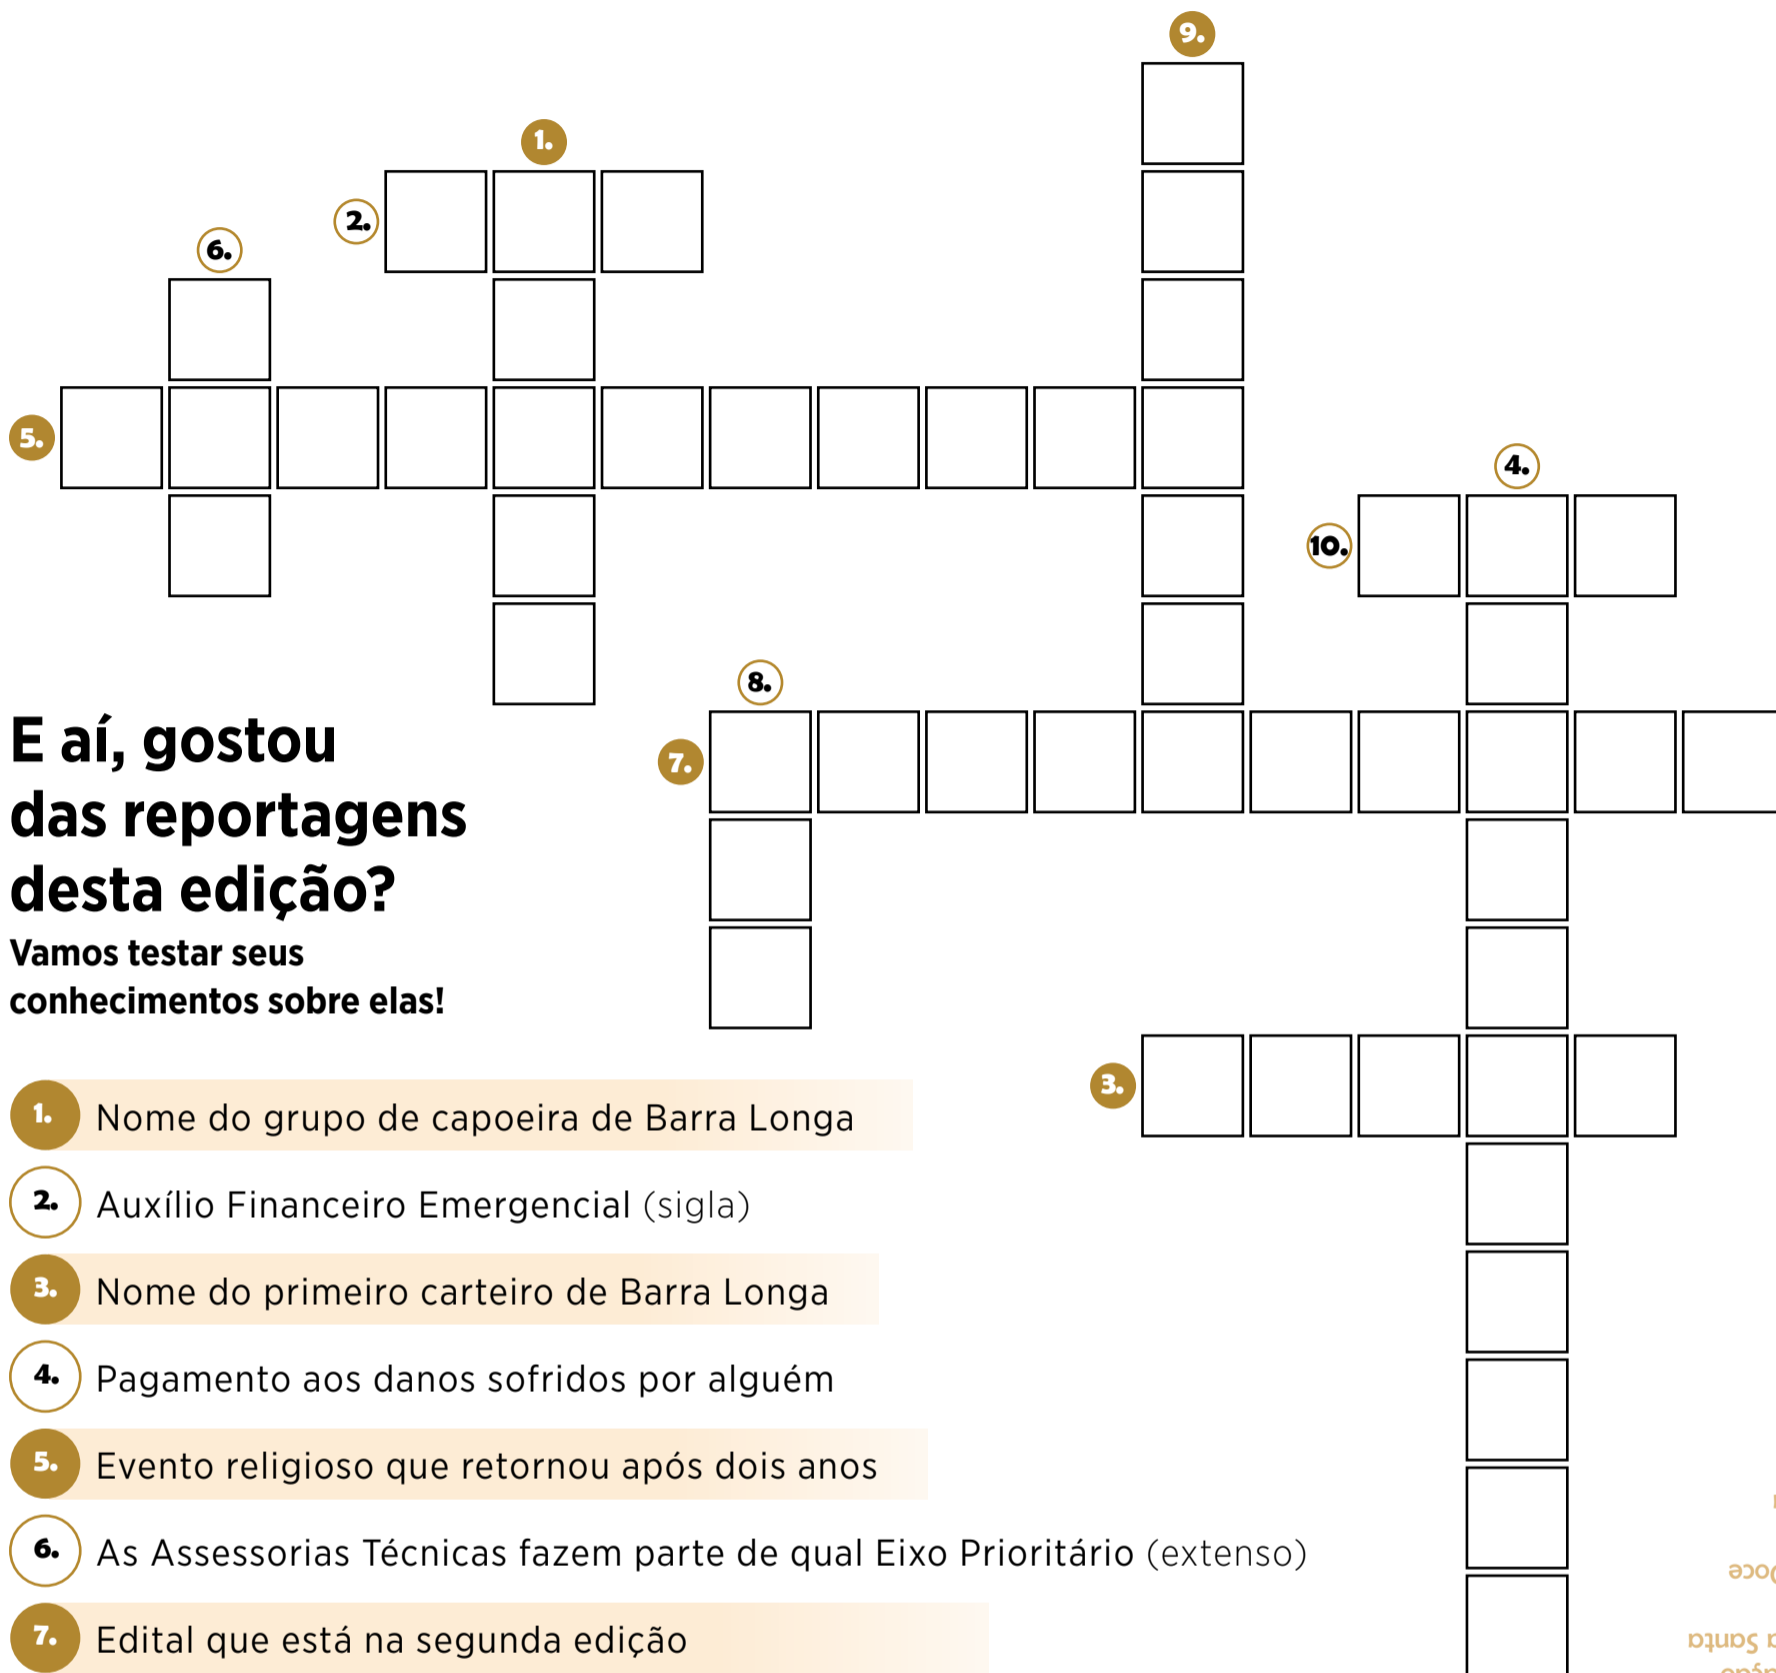 9.
1.
2.
6.
5.
4.
10.
8.
7.
3.
E aí, gostou
das reportagens
desta edição?
Vamos testar seus
conhecimentos sobre elas!
1. Nome do grupo de capoeira de Barra Longa
2. Auxílio Financeiro Emergencial (sigla)
3. Nome do primeiro carteiro de Barra Longa
4. Pagamento aos danos sofridos por alguém
5. Evento religioso que retornou após dois anos
6. As Assessorias Técnicas fazem parte de qual Eixo Prioritário (extenso)
7. Edital que está na segunda edição
Doce
a Santa